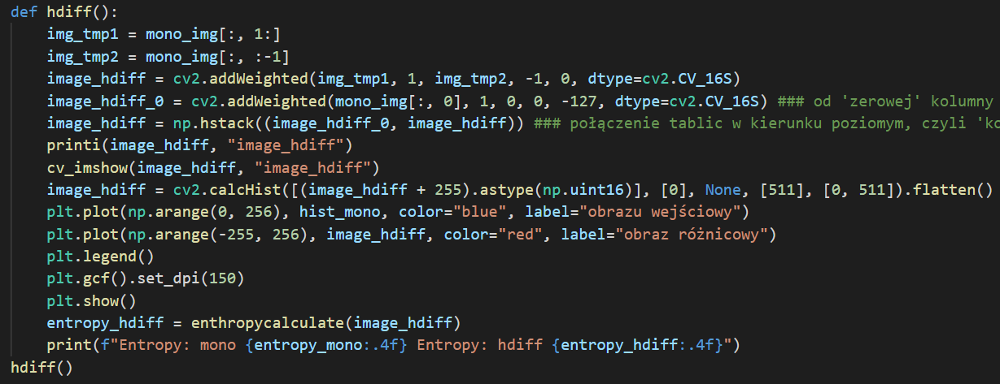 def hdiff():
    img_tmp1 = mono_img[:, 1:]
    img_tmp2 = mono_img[:, :-1]
    image_hdiff = cv2.addWeighted(img_tmp1, 1, img_tmp2, -1, 0, dtype=cv2.CV_16S)
    image_hdiff_0 = cv2.addWeighted(mono_img[:, 0], 1, 0, 0, -127, dtype=cv2.CV_16S) ### od 'zerowej' kolumny
    image_hdiff = np.hstack((image_hdiff_0, image_hdiff)) ### połączenie tablic w kierunku poziomym, czyli 'ko
    printi(image_hdiff, "image_hdiff")
    cv_imshow(image_hdiff, "image_hdiff")
    image_hdiff = cv2.calcHist([(image_hdiff + 255).astype(np.uint16)], [0], None, [511], [0, 511]).flatten()
    plt.plot(np.arange(0, 256), hist_mono, color="blue", label="obrazu wejściowy")
    plt.plot(np.arange(-255, 256), image_hdiff, color="red", label="obraz różnicowy")
    plt.legend()
    plt.gcf().set_dpi(150)
    plt.show()
    entropy_hdiff = enthropycalculate(image_hdiff)
    print(f"Entropy: mono {entropy_mono:.4f} Entropy: hdiff {entropy_hdiff:.4f}")
hdiff()